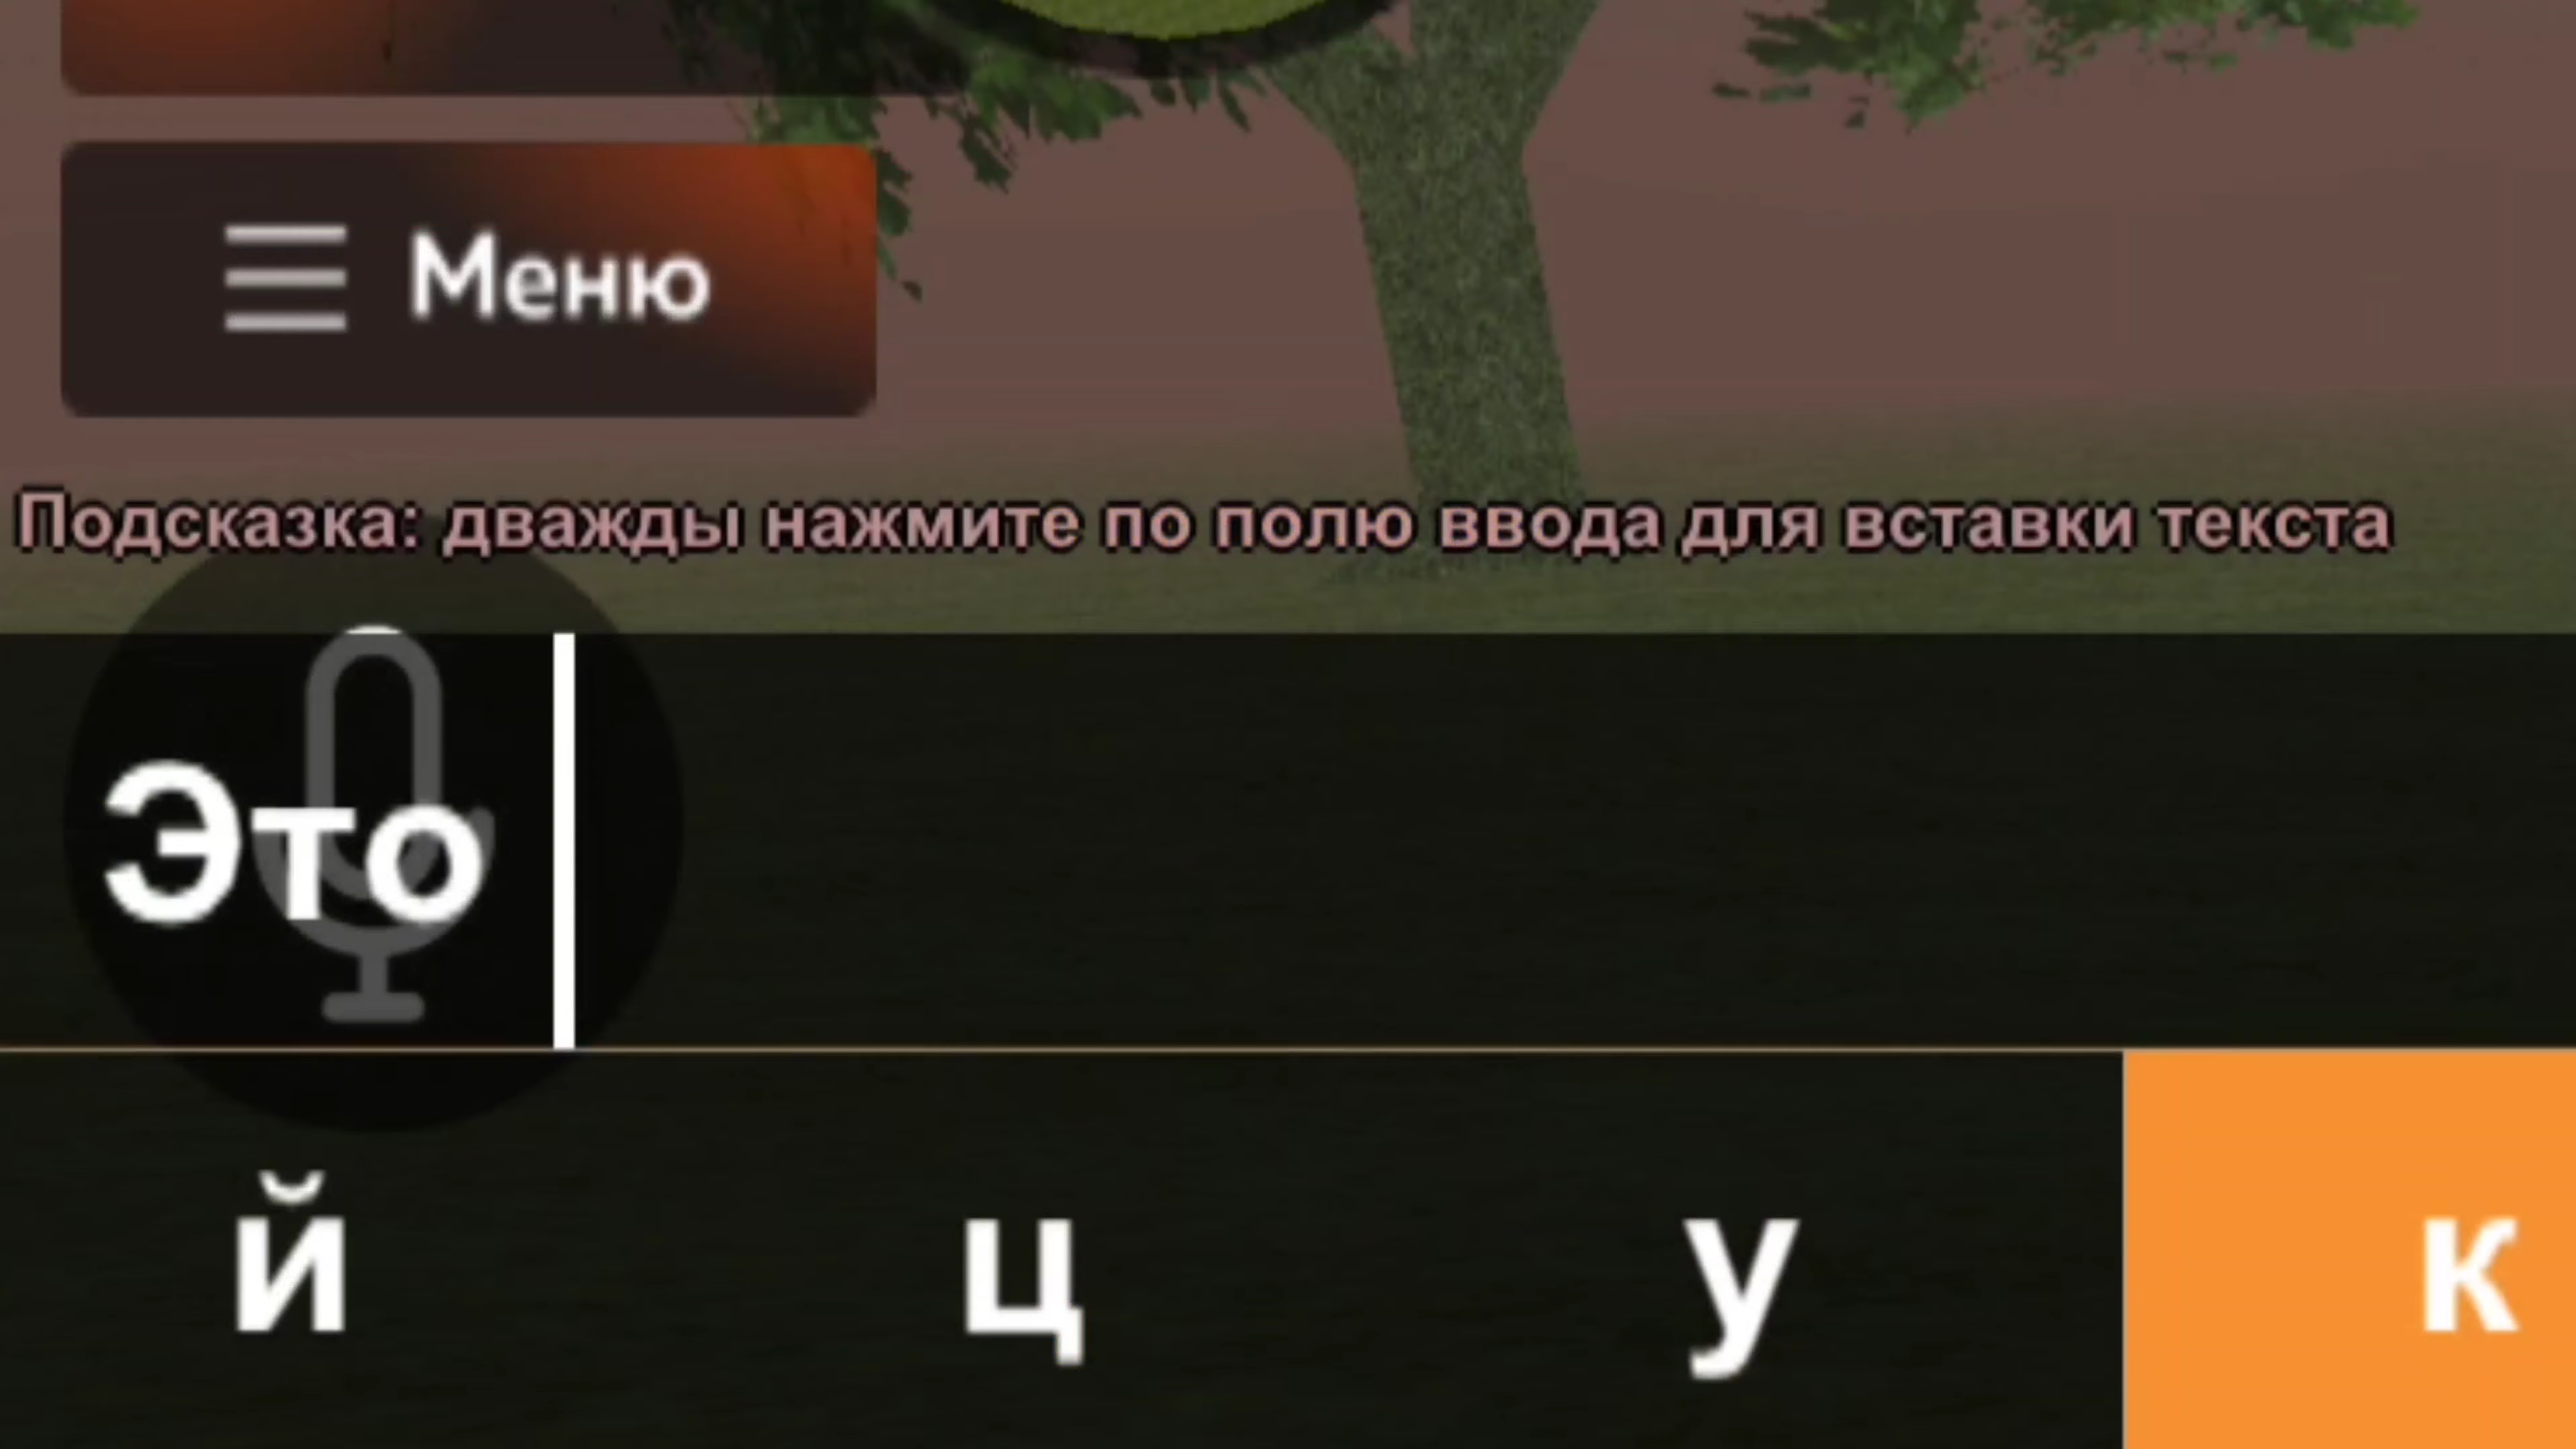 Меню
Подсказка: дважды нажмите по полю ввода для вставки текста
Это
й ц у к